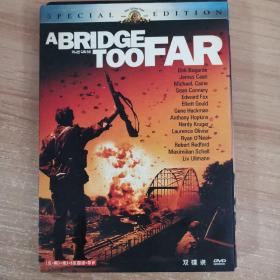 SPECIAL EDITION
A BRIDGE
TOO FAR
Dirk Bogarde
James Caan
Michael Caine
Sean Connery
Edward Fox
Elliott Gould
Gene Hackman
Anthony Hopkins
Hardy Kruger
Laurence Olivier
Ryan O'Neal
Robert Redford
Maximilian Schell
Liv Ullmann
双碟装
DVD